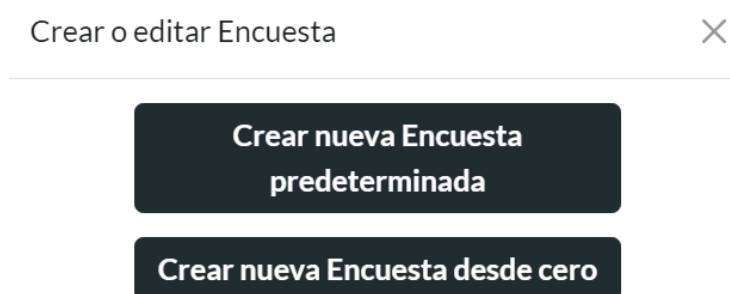 Crear o editar Encuesta
Crear nueva Encuesta
predeterminada
Crear nueva Encuesta desde cero